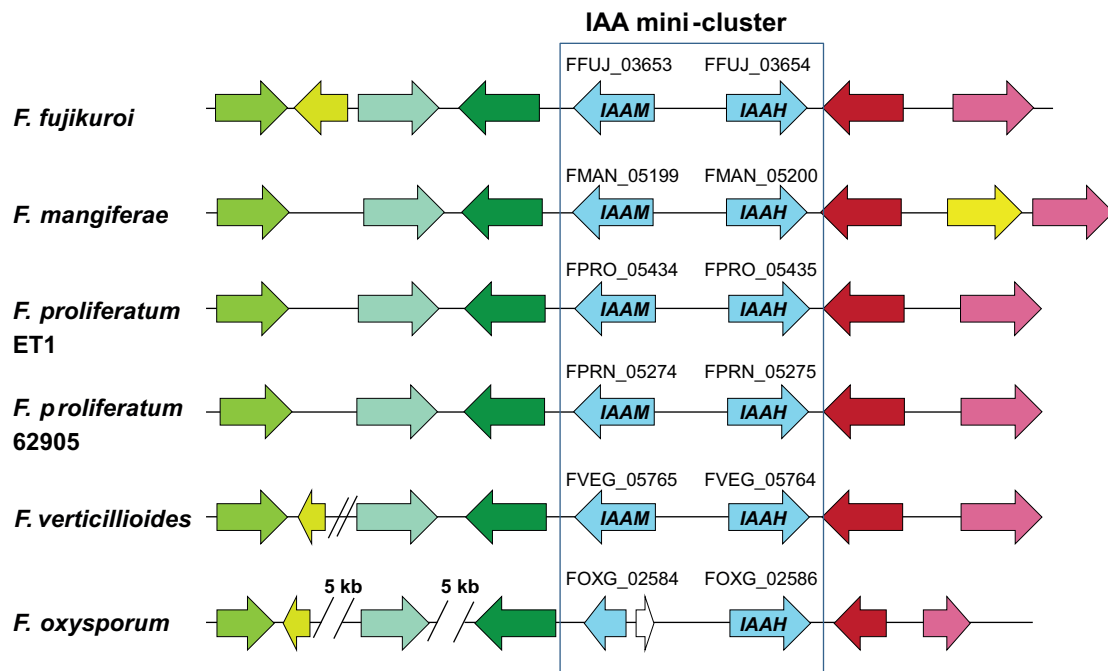 IAA mini-cluster
FFUJ_03653 FFUJ_03654
F. fujikuroi IAAM IAAH
FMAN_05199 FMAN_05200
F. mangiferae IAAM IAAH
FPRO_05434 FPRO_05435
F. proliferatum IAAM IAAH
ET1
FPRN_05274 FPRN_05275
F. proliferatum IAAM IAAH
62905
FVEG_05765 FVEG_05764
F. verticillioides IAAM IAAH
5 kb 5 kb FOXG_02584 FOXG_02586
F. oxysporum IAAH